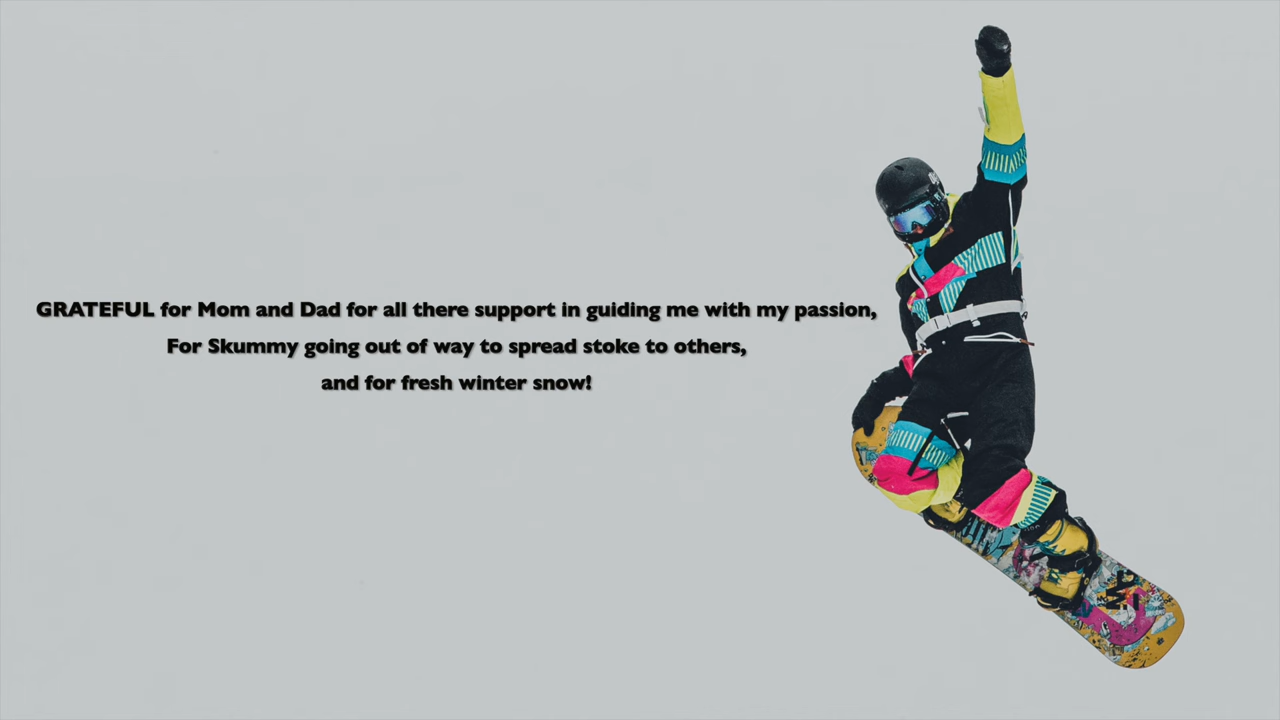 GRATEFUL for Mom and Dad for all there support in guiding me with my passion,
For Skummy going out of way to spread stoke to others,
and for fresh winter snow!